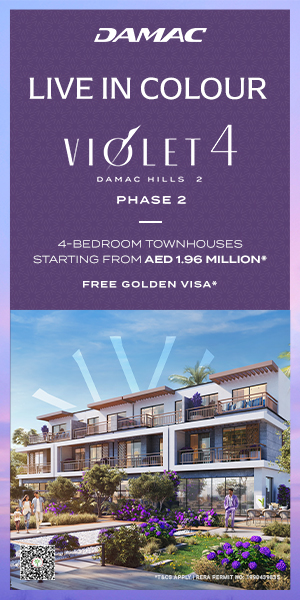 DAMAC
LIVE IN COLOUR
VIOLET 4
DAMAC HILLS 2
PHASE 2
4-BEDROOM TOWNHOUSES
STARTING FROM AED 1.96 MILLION*
FREE GOLDEN VISA*
*T&CS APPLY | RERA PERMIT NO: